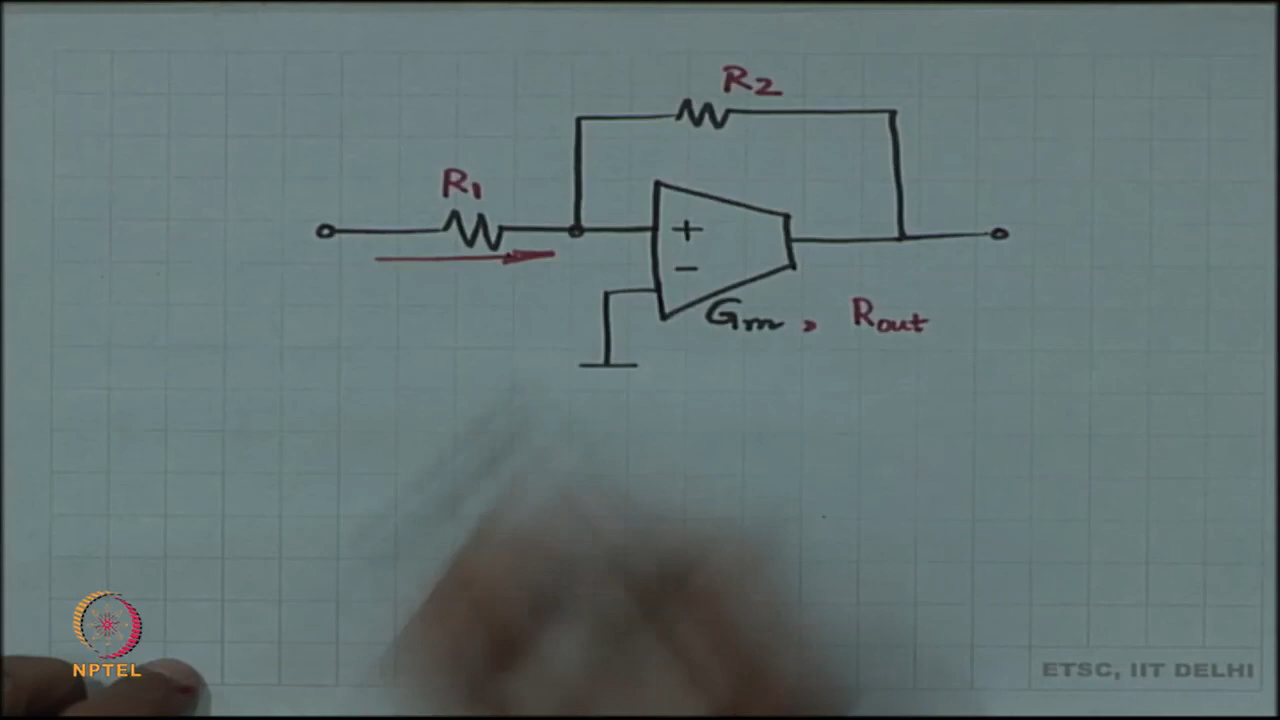 R2
R1
+
−
Gm, Rout
NPTEL
ETSC, IIT DELHI